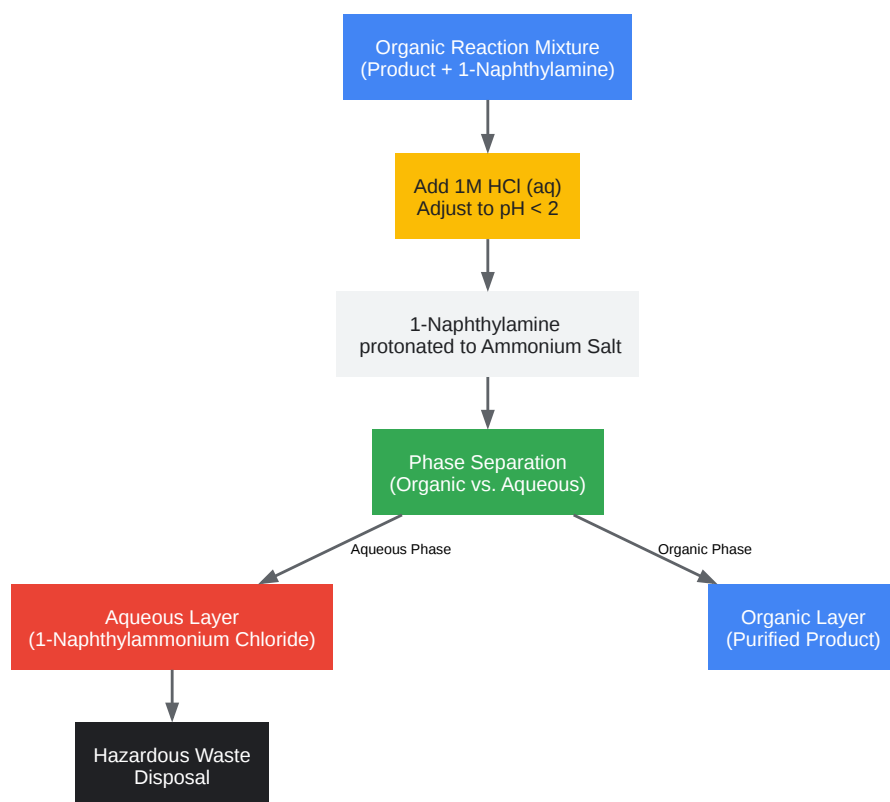 Organic Reaction Mixture
(Product + 1-Naphthylamine)
Add 1M HCl (aq)
Adjust to pH < 2
1-Naphthylamine
protonated to Ammonium Salt
Phase Separation
(Organic vs. Aqueous)
Aqueous Phase
Organic Phase
Aqueous Layer
(1-Naphthylammonium Chloride)
Organic Layer
(Purified Product)
Hazardous Waste
Disposal